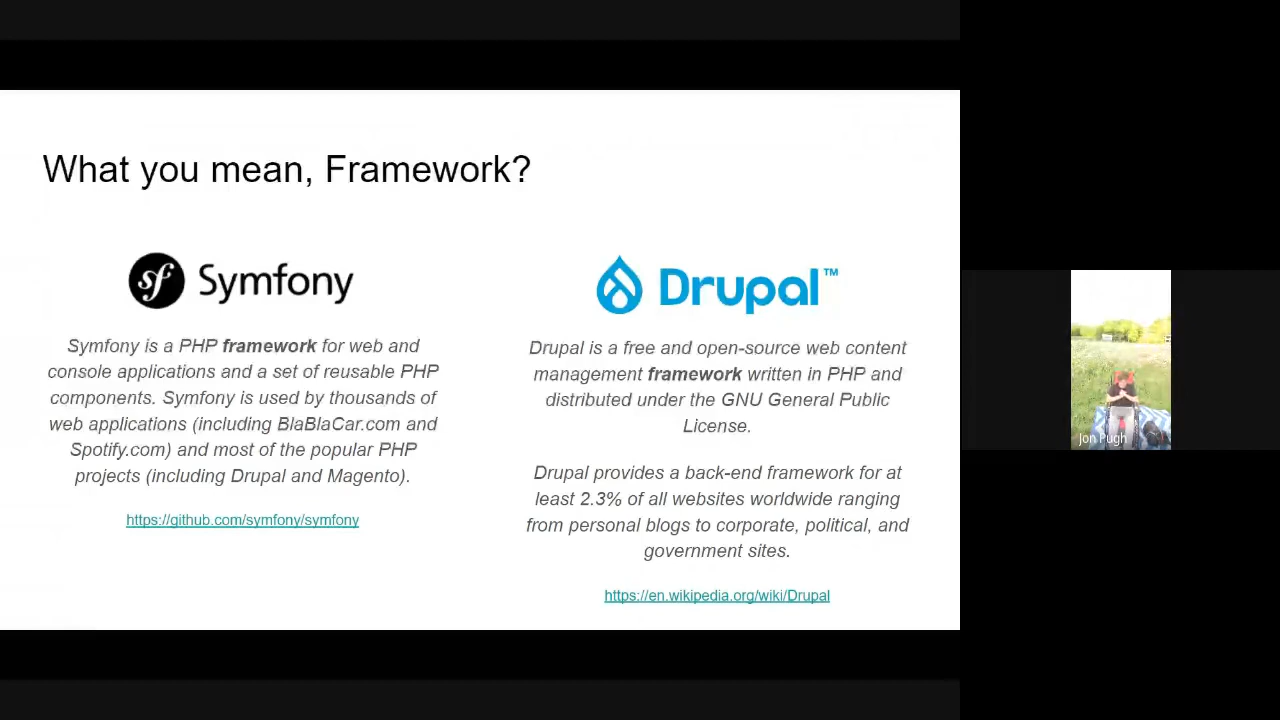 What you mean, Framework?
sf Symfony
Symfony is a PHP framework for web and
console applications and a set of reusable PHP
components. Symfony is used by thousands of
web applications (including BlaBlaCar.com and
Spotify.com) and most of the popular PHP
projects (including Drupal and Magento).
https://github.com/symfony/symfony
Drupal™
Drupal is a free and open-source web content
management framework written in PHP and
distributed under the GNU General Public
License.
Drupal provides a back-end framework for at
least 2.3% of all websites worldwide ranging
from personal blogs to corporate, political, and
government sites.
https://en.wikipedia.org/wiki/Drupal
Jon Pugh